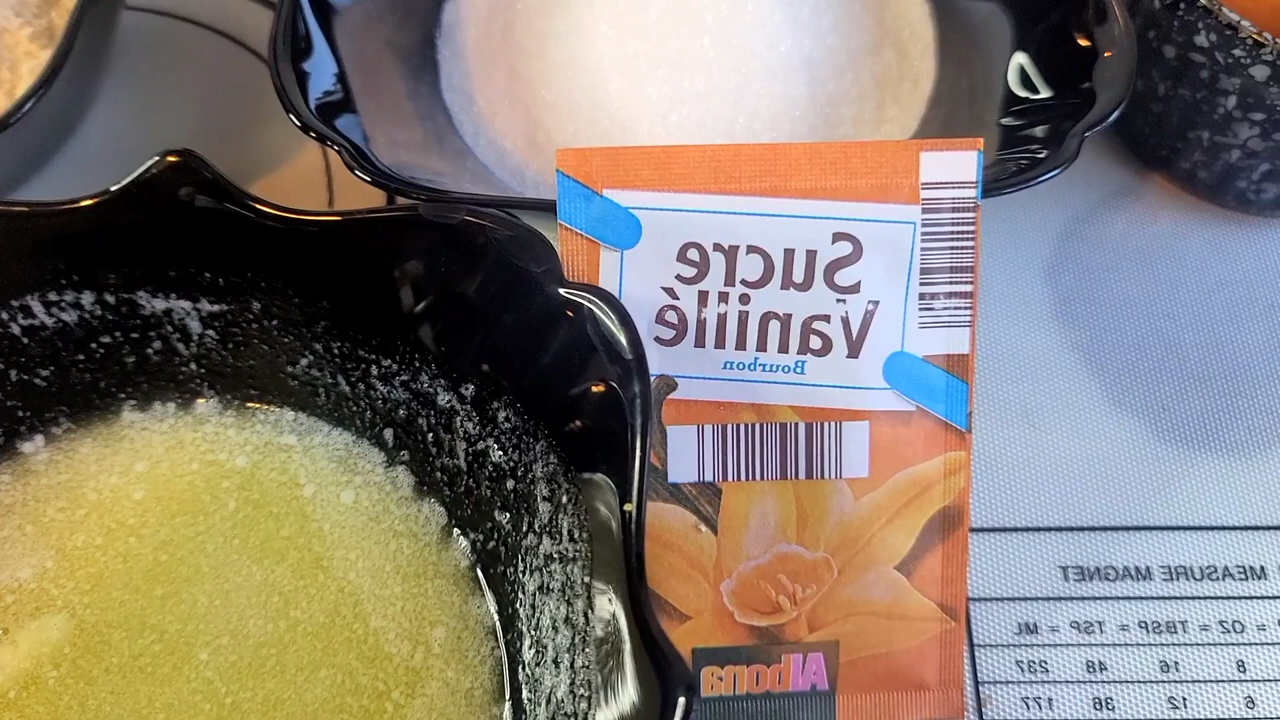 Sucre
Vanillé
Bourbon
Albona
MEASURE MAGNET
= OZ = TBSP = TSP = ML
8 16 48 237
6 12 36 177